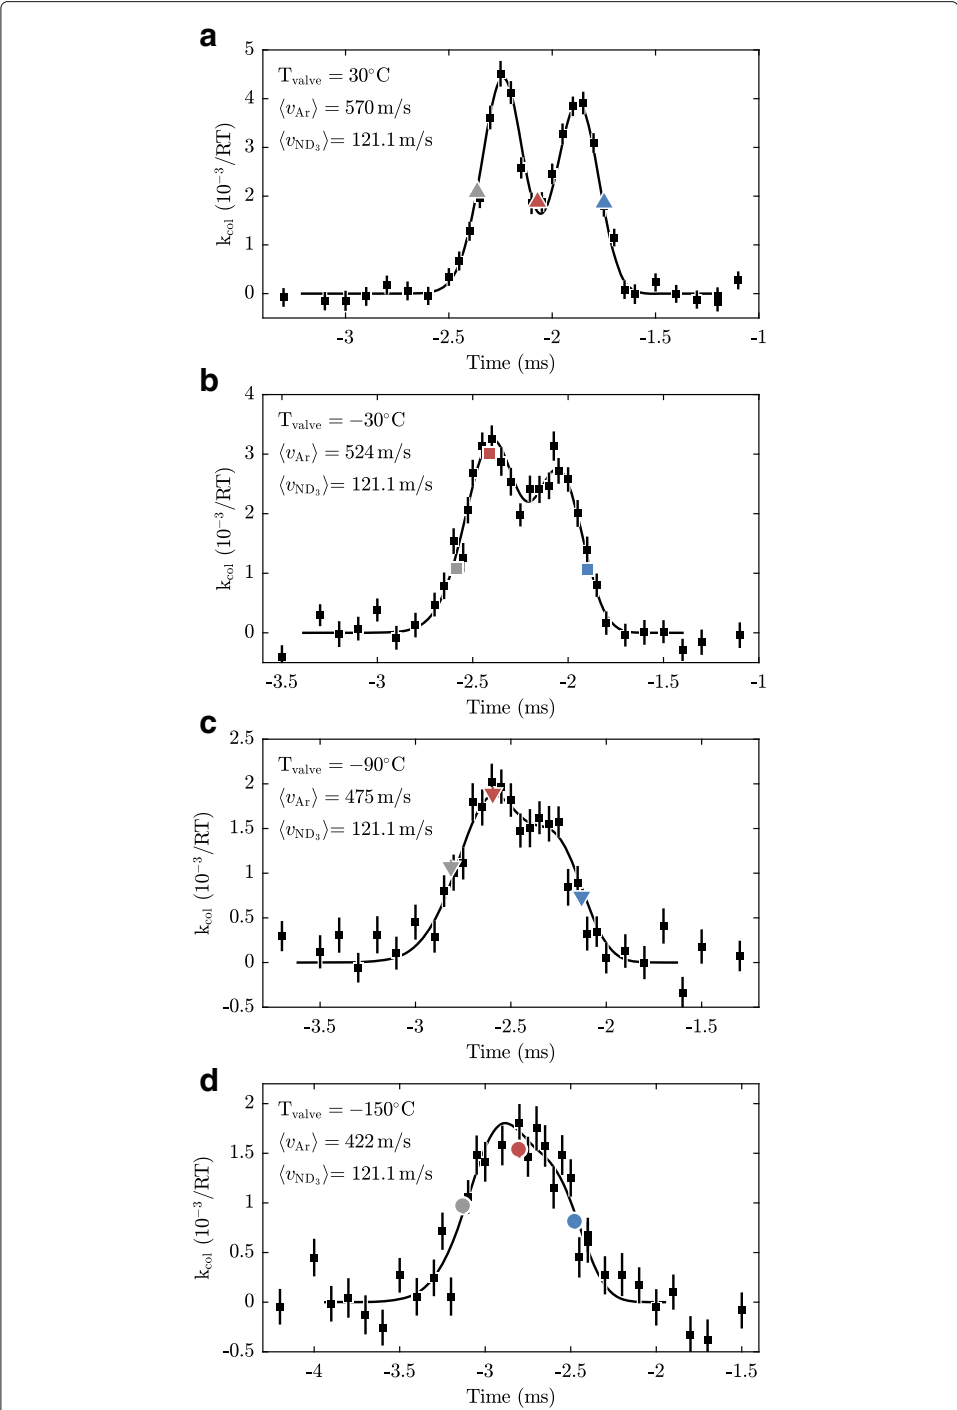 a
T_valve = 30°C
⟨v_Ar⟩ = 570 m/s
⟨v_ND₃⟩= 121.1 m/s
k_col (10⁻³/RT)
5
4
3
2
1
0
-3 -2.5 -2 -1.5 -1
Time (ms)
b
T_valve = −30°C
⟨v_Ar⟩ = 524 m/s
⟨v_ND₃⟩= 121.1 m/s
k_col (10⁻³/RT)
4
3
2
1
0
-3.5 -3 -2.5 -2 -1.5 -1
Time (ms)
c
T_valve = −90°C
⟨v_Ar⟩ = 475 m/s
⟨v_ND₃⟩= 121.1 m/s
k_col (10⁻³/RT)
2.5
2
1.5
1
0.5
0
-0.5
-3.5 -3 -2.5 -2 -1.5
Time (ms)
d
T_valve = −150°C
⟨v_Ar⟩ = 422 m/s
⟨v_ND₃⟩= 121.1 m/s
k_col (10⁻³/RT)
2
1.5
1
0.5
0
-0.5
-4 -3.5 -3 -2.5 -2 -1.5
Time (ms)